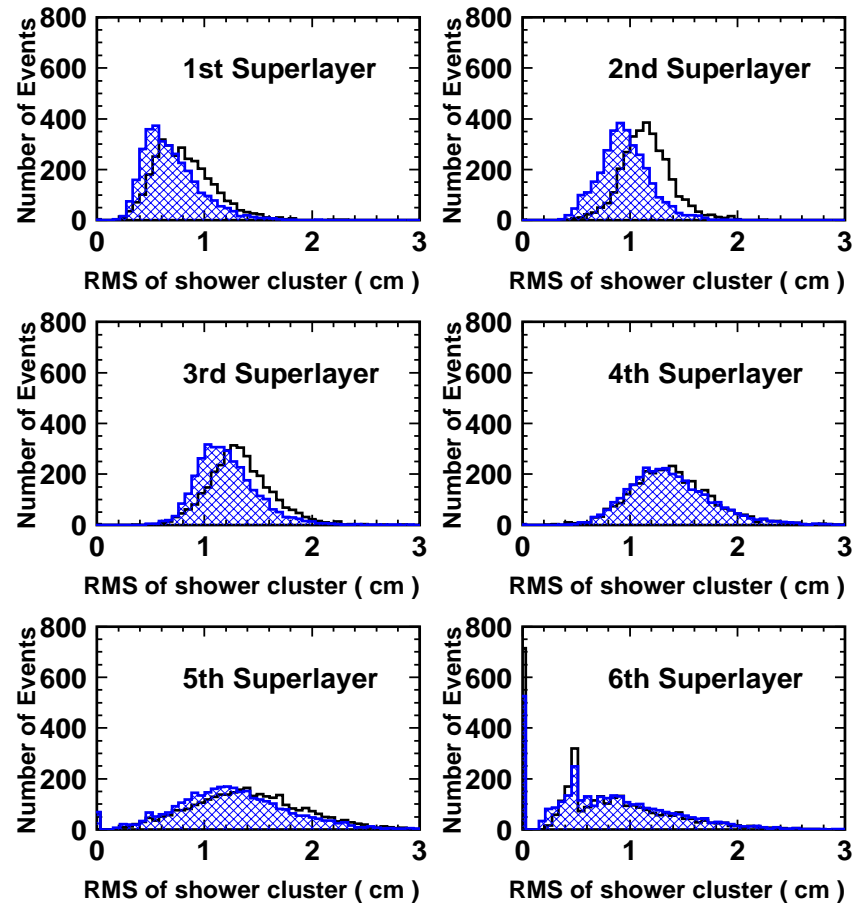 800
600
400
200
0
Number of Events
1st Superlayer
0 1 2 3
RMS of shower cluster ( cm )
800
600
400
200
0
Number of Events
2nd Superlayer
0 1 2 3
RMS of shower cluster ( cm )
800
600
400
200
0
Number of Events
3rd Superlayer
0 1 2 3
RMS of shower cluster ( cm )
800
600
400
200
0
Number of Events
4th Superlayer
0 1 2 3
RMS of shower cluster ( cm )
800
600
400
200
0
Number of Events
5th Superlayer
0 1 2 3
RMS of shower cluster ( cm )
800
600
400
200
0
Number of Events
6th Superlayer
0 1 2 3
RMS of shower cluster ( cm )